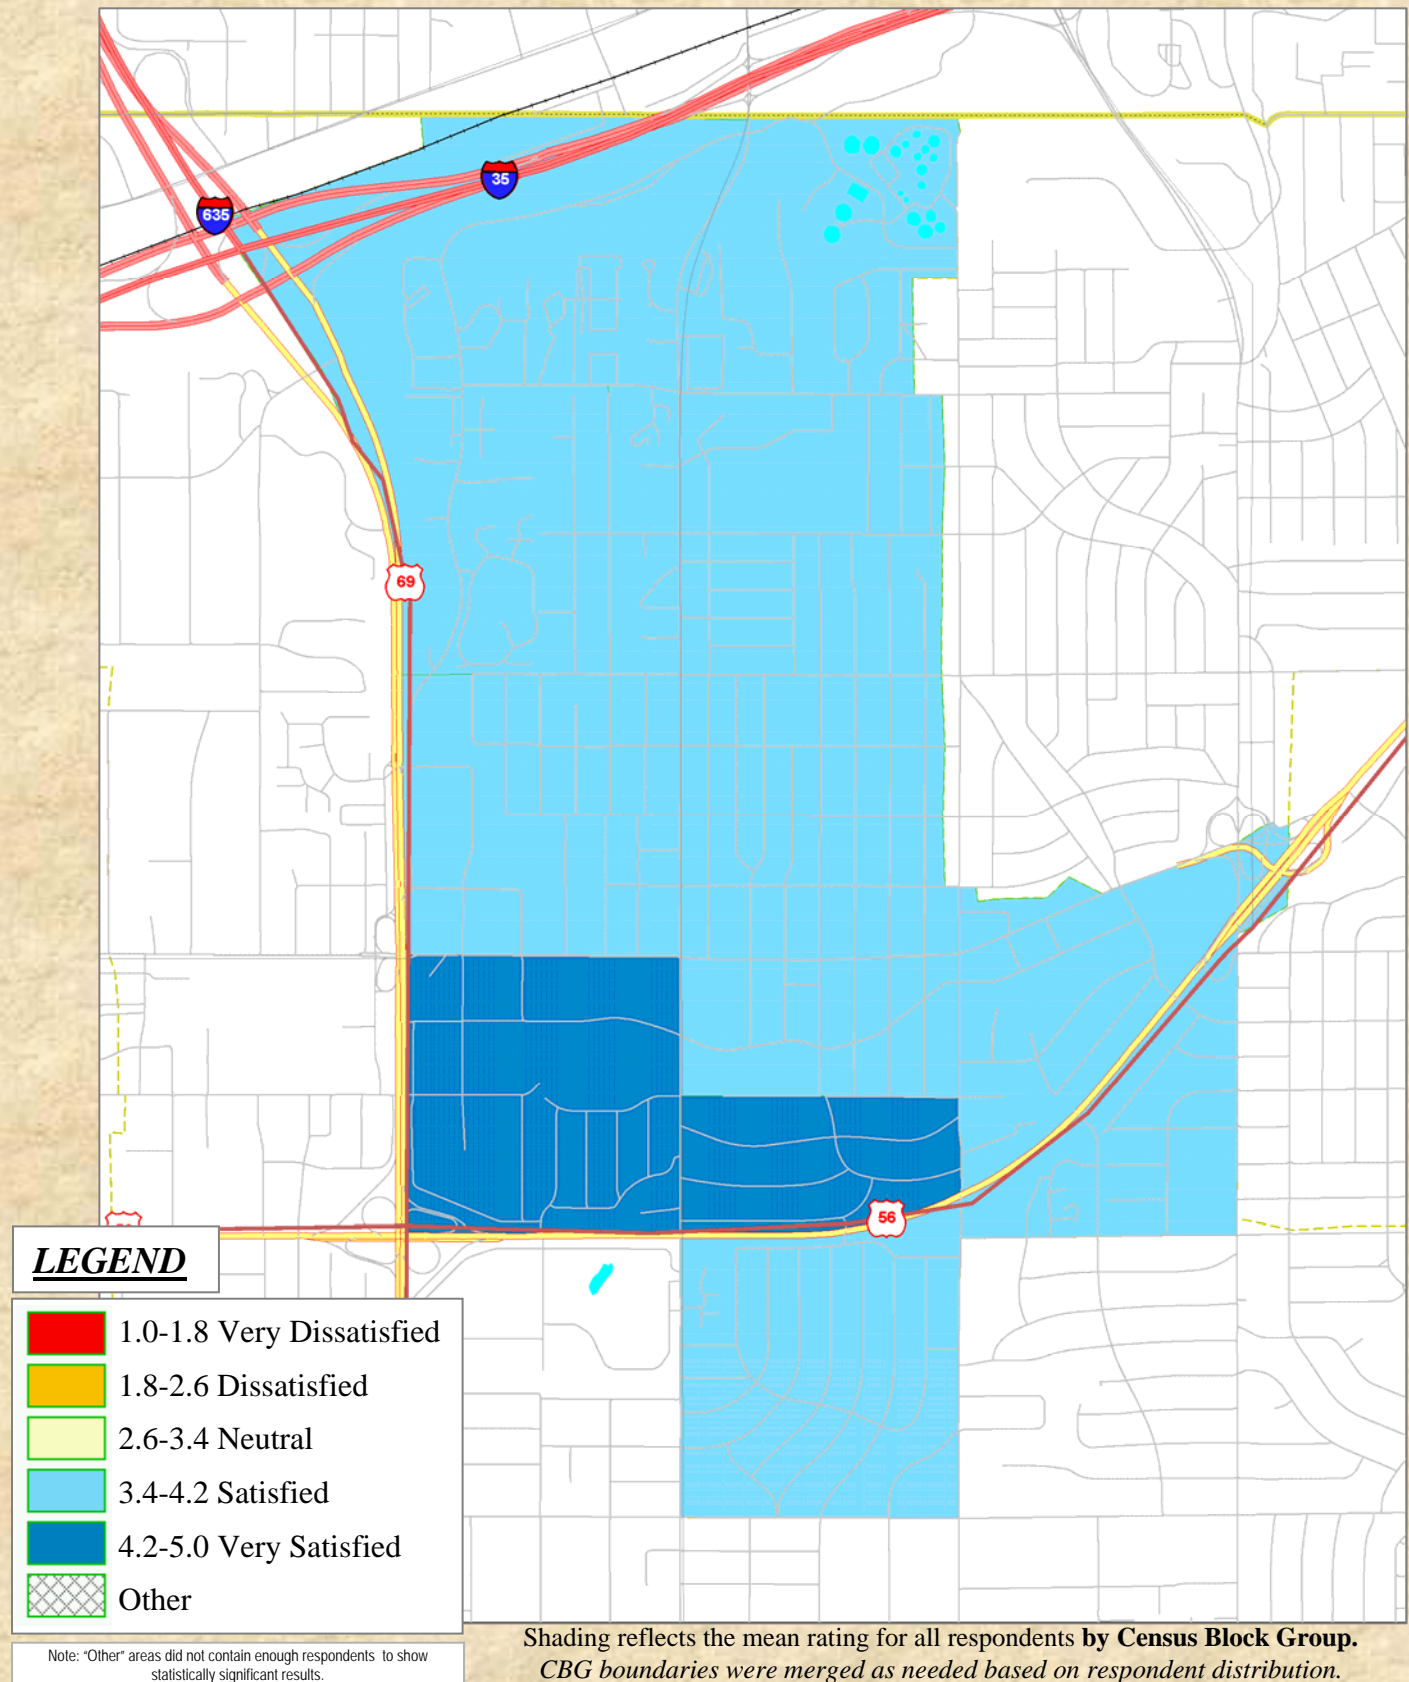 35
635
69
56
LEGEND
1.0-1.8 Very Dissatisfied
1.8-2.6 Dissatisfied
2.6-3.4 Neutral
3.4-4.2 Satisfied
4.2-5.0 Very Satisfied
Other
Note: "Other" areas did not contain enough respondents to show
statistically significant results.
Shading reflects the mean rating for all respondents by Census Block Group.
CBG boundaries were merged as needed based on respondent distribution.